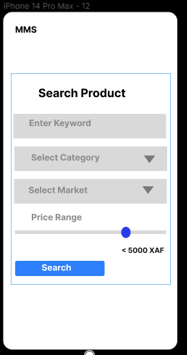 iPhone 14 Pro Max - 12
MMS
Search Product
Enter Keyword
Select Category
Select Market
Price Range
< 5000 XAF
Search